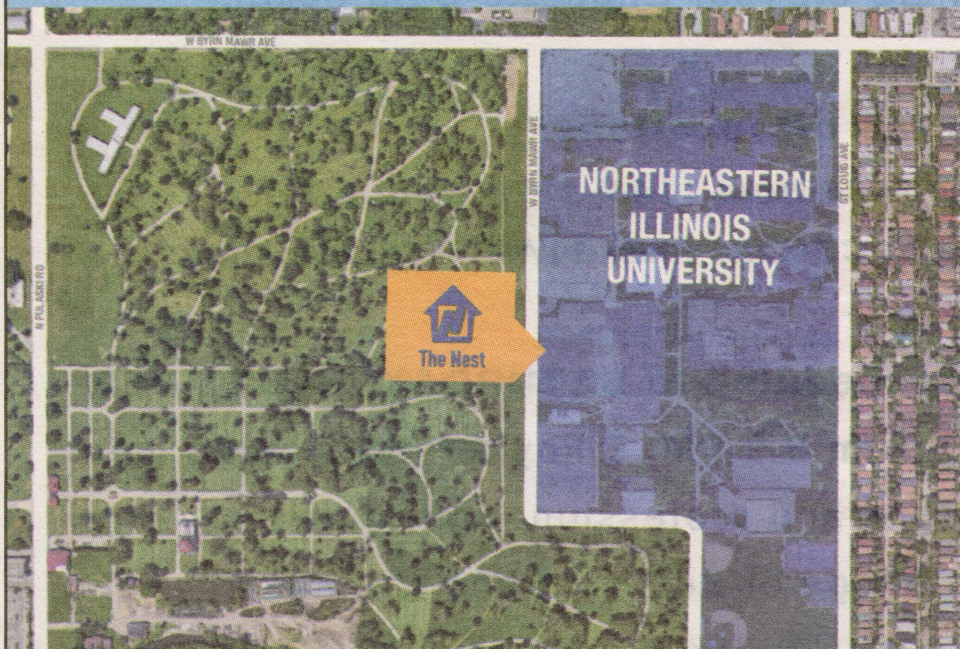 W BYRN MAWR AVE
W BYRN MAWR AVE
ST LOUIS AVE
NORTHEASTERN
ILLINOIS
UNIVERSITY
N PULASKI RD
The Nest